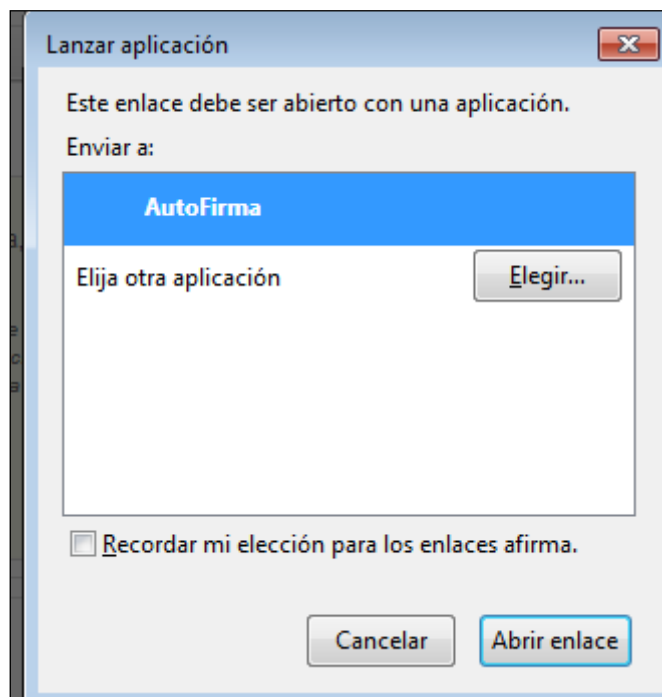 Lanzar aplicación
Este enlace debe ser abierto con una aplicación.
Enviar a:
AutoFirma
Elija otra aplicación
Elegir...
Recordar mi elección para los enlaces afirma.
Cancelar
Abrir enlace